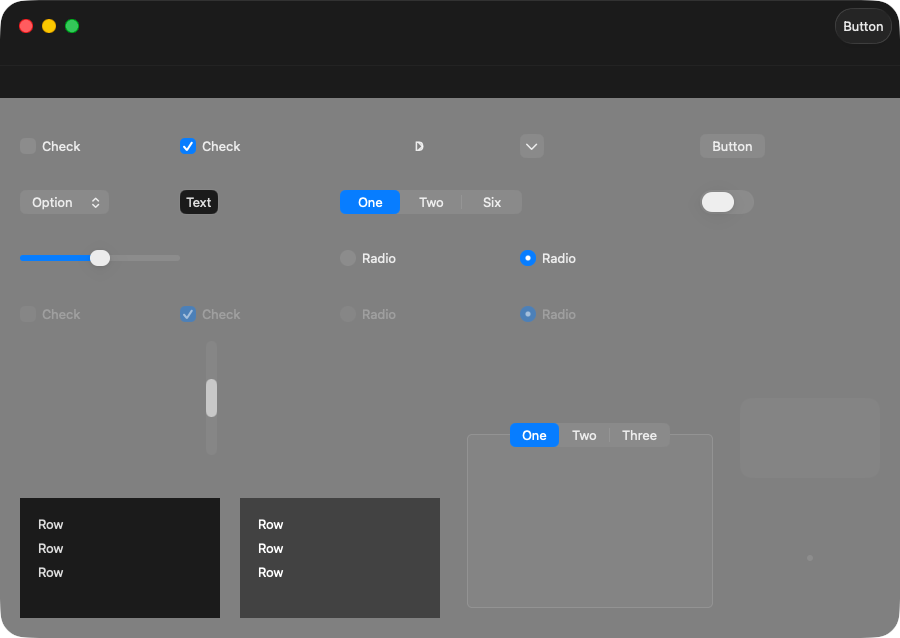 Button
Check Check D Button
Option Text One Two Six
Radio Radio
Check Check Radio Radio
One Two Three
Row Row
Row Row
Row Row